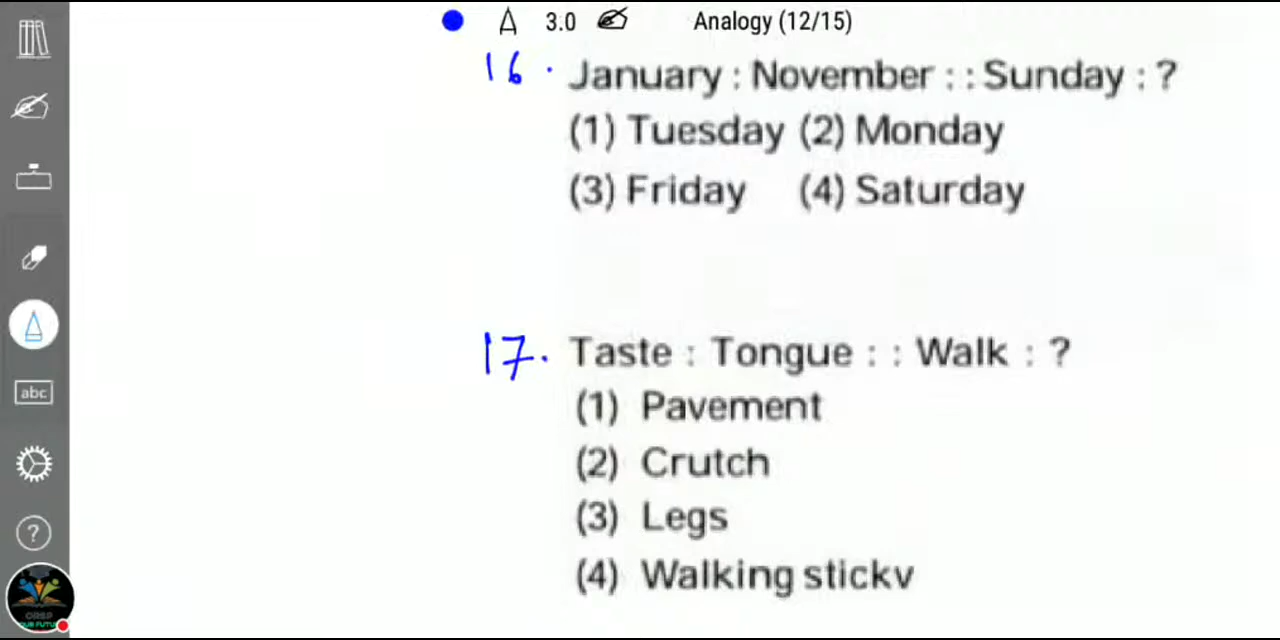 3.0 Analogy (12/15)
16. January : November : : Sunday : ?
(1) Tuesday (2) Monday
(3) Friday (4) Saturday
17. Taste : Tongue : : Walk : ?
(1) Pavement
(2) Crutch
(3) Legs
(4) Walking stickv
abc
?